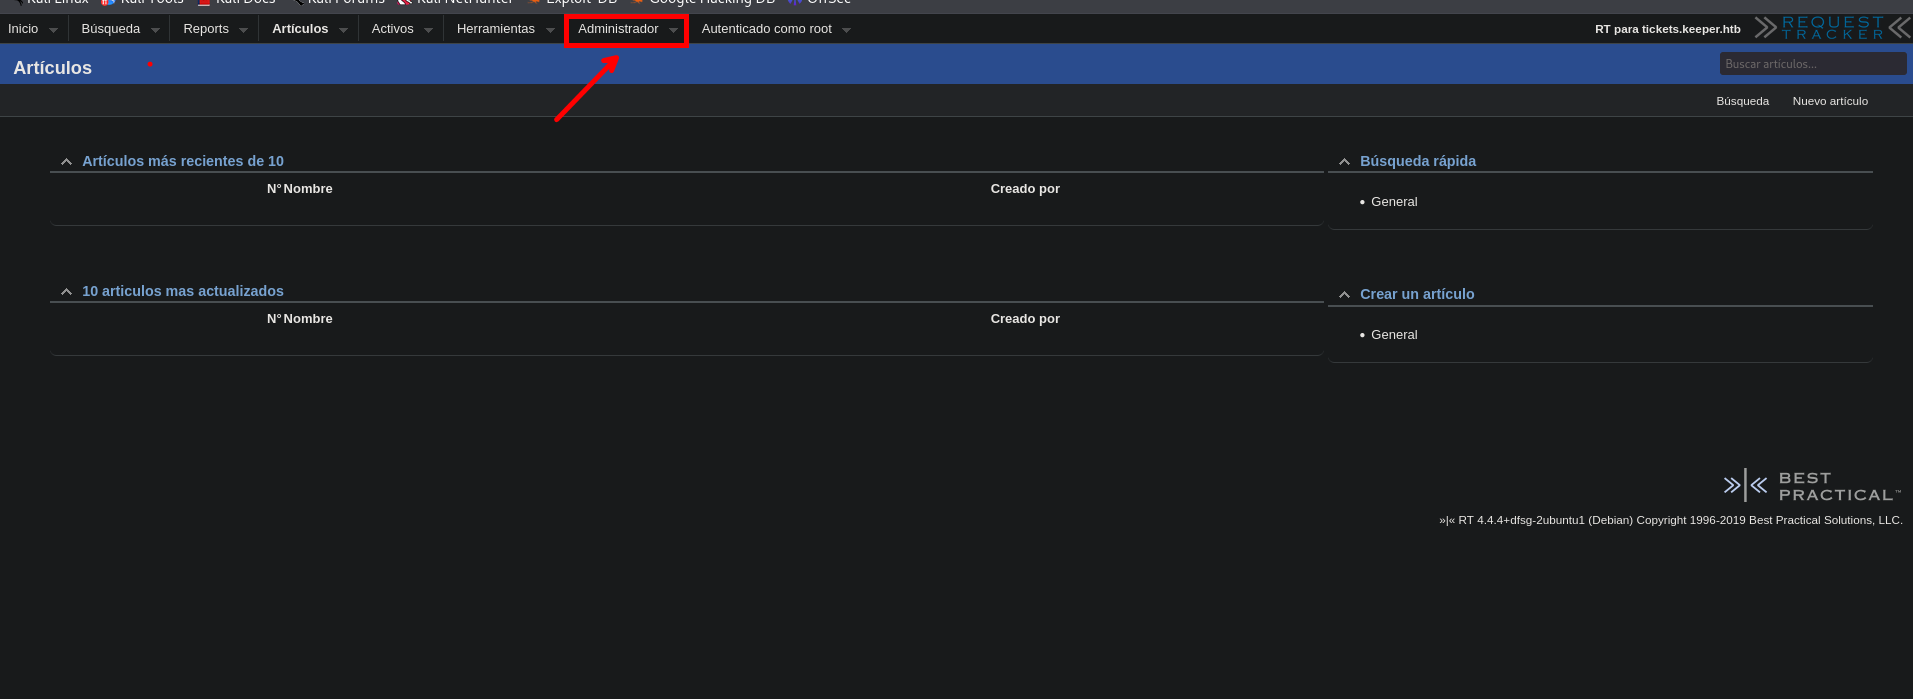 Kali Linux Kali Tools Kali Docs Kali Forums Kali NetHunter Exploit-DB Google Hacking DB OffSec
Inicio Búsqueda Reports Artículos Activos Herramientas Administrador Autenticado como root RT para tickets.keeper.htb REQUEST TRACKER
Artículos Buscar artículos...
Búsqueda Nuevo artículo
Artículos más recientes de 10
N° Nombre Creado por
10 articulos mas actualizados
N° Nombre Creado por
Búsqueda rápida
• General
Crear un artículo
• General
BEST
PRACTICAL™
»|« RT 4.4.4+dfsg-2ubuntu1 (Debian) Copyright 1996-2019 Best Practical Solutions, LLC.